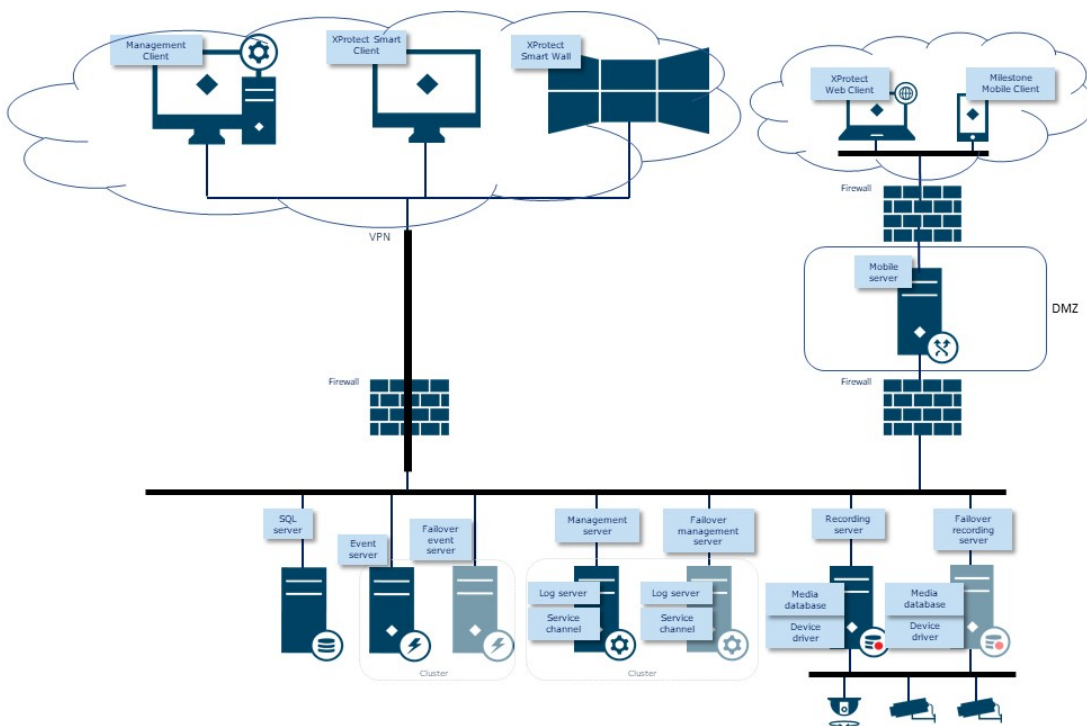 Management
Client
XProtect Smart
Client
XProtect
Smart Wall
XProtect
Web Client
Milestone
Mobile Client
Firewall
VPN
Mobile
server
DMZ
Firewall
Firewall
SQL
server
Event
server
Failover
event
server
Management
server
Failover
management
server
Recording
server
Failover
recording
server
Log server
Service
channel
Log server
Service
channel
Media
database
Device
driver
Media
database
Device
driver
Cluster
Cluster